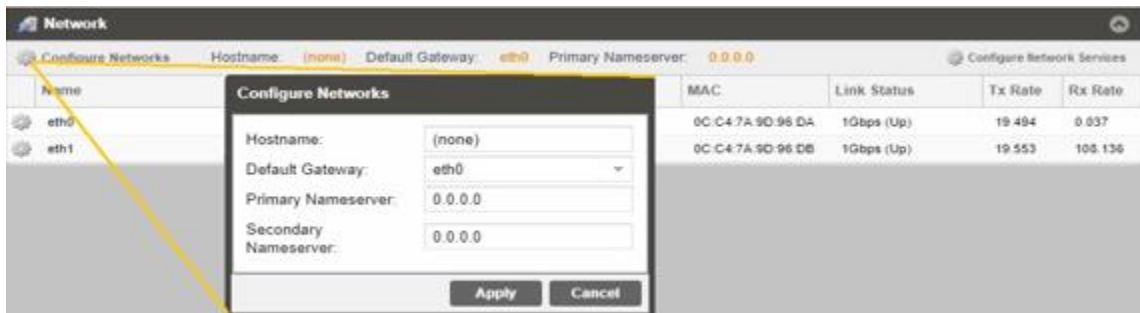 Network
Configure Networks Hostname: (none) Default Gateway: eth0 Primary Nameserver: 0.0.0.0 Configure Network Services
Name MAC Link Status Tx Rate Rx Rate
eth0 0C:C4:7A:9D:96:DA 1Gbps (Up) 19.494 0.037
eth1 0C:C4:7A:9D:96:DB 1Gbps (Up) 19.553 108.136
Configure Networks
Hostname: (none)
Default Gateway: eth0
Primary Nameserver: 0.0.0.0
Secondary
Nameserver: 0.0.0.0
Apply Cancel